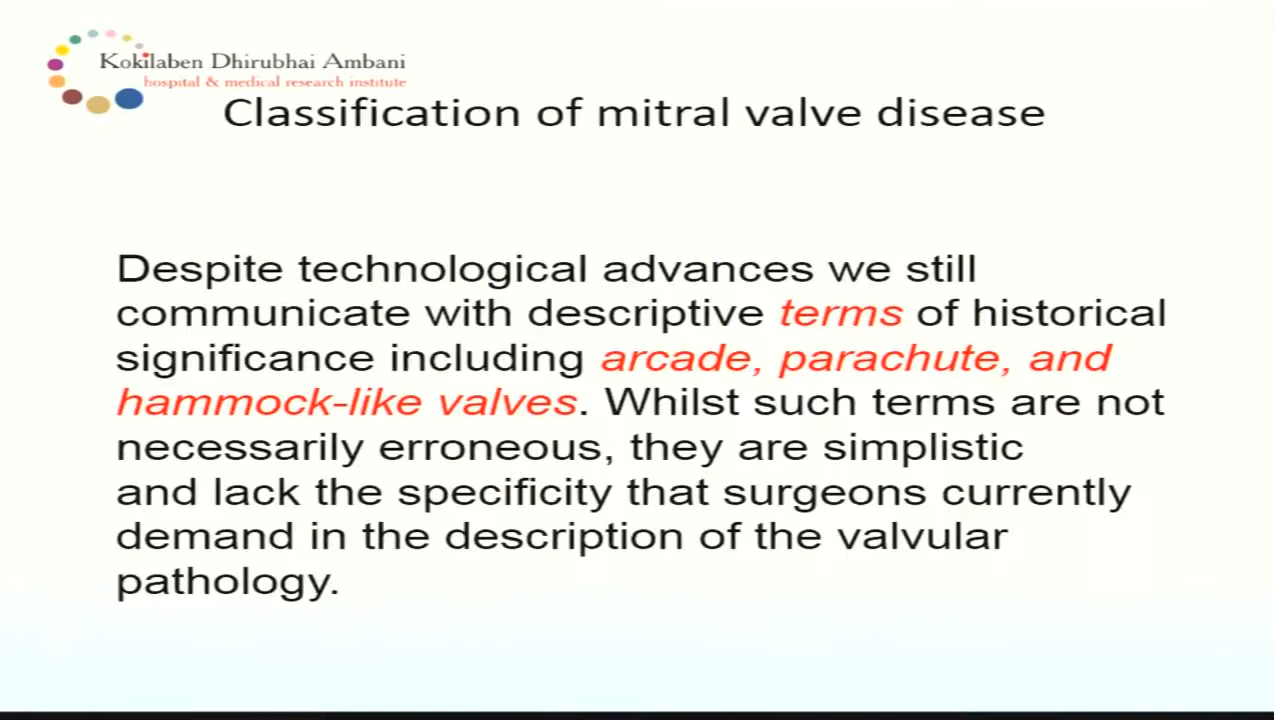 Kokilaben Dhirubhai Ambani
hospital & medical research institute
Classification of mitral valve disease
Despite technological advances we still
communicate with descriptive terms of historical
significance including arcade, parachute, and
hammock-like valves. Whilst such terms are not
necessarily erroneous, they are simplistic
and lack the specificity that surgeons currently
demand in the description of the valvular
pathology.